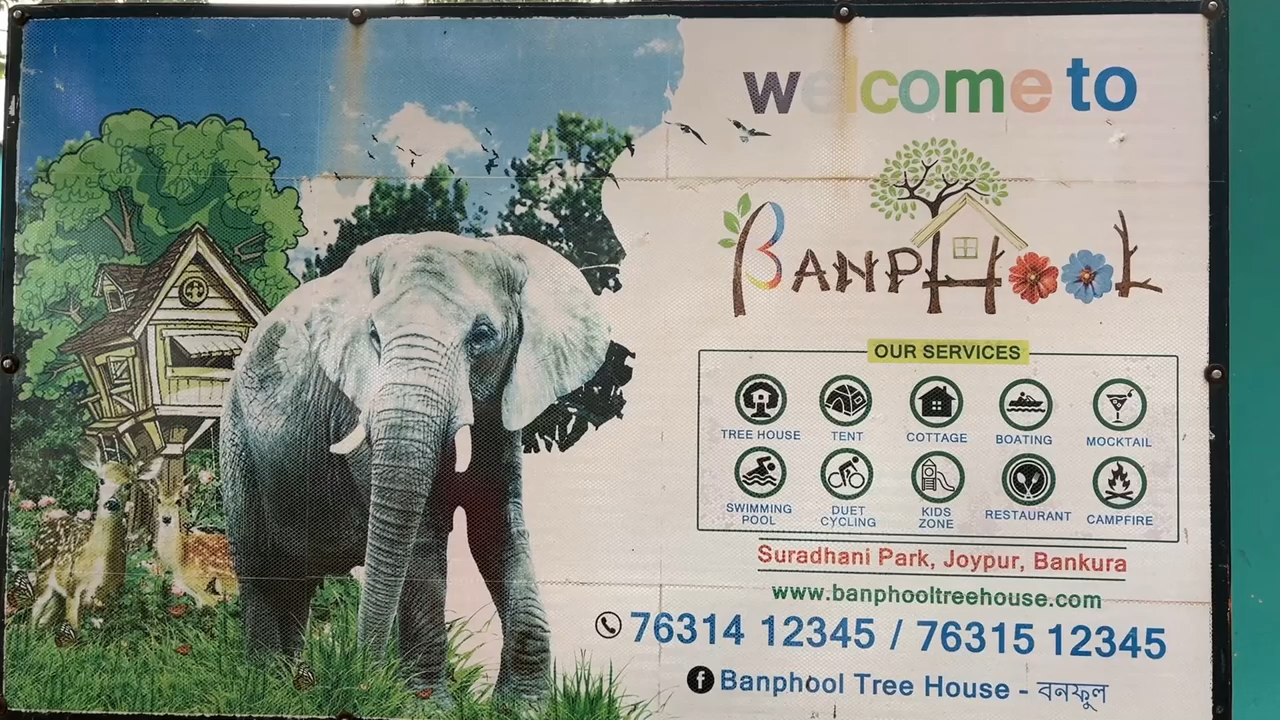 welcome to
BANPHOOL
OUR SERVICES
TREE HOUSE TENT COTTAGE BOATING MOCKTAIL
SWIMMING POOL DUET CYCLING KIDS ZONE RESTAURANT CAMPFIRE
Suradhani Park, Joypur, Bankura
www.banphooltreehouse.com
76314 12345 / 76315 12345
Banphool Tree House - বনফুল